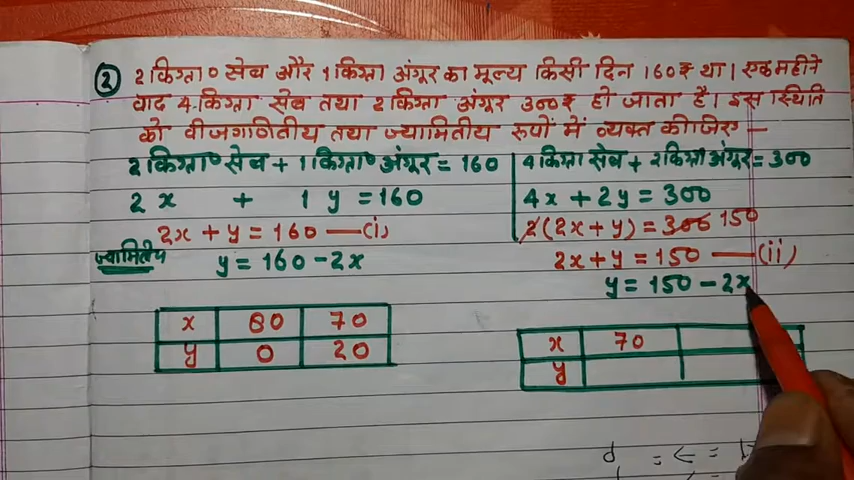 ② 2 किग्रा० सेब और 1 किग्रा अंगूर का मूल्य किसी दिन 160₹ था। एक महीने
बाद 4 किग्रा सेब तथा 2 किग्रा अंगूर 300₹ हो जाता है। इस स्थिति
को बीजगणितीय तथा ज्यामितीय रूपों में व्यक्त कीजिए —
2 किग्रा० सेब + 1 किग्रा० अंगूर = 160
2x + 1y = 160
2x + y = 160 —(i)
ज्यामितीय
y = 160 - 2x
x 80 70
y 0 20
4 किग्रा सेब + 2 किग्रा अंगूर = 300
4x + 2y = 300
2(2x + y) = 300 150
2x + y = 150 —(ii)
y = 150 - 2x
x 70
y